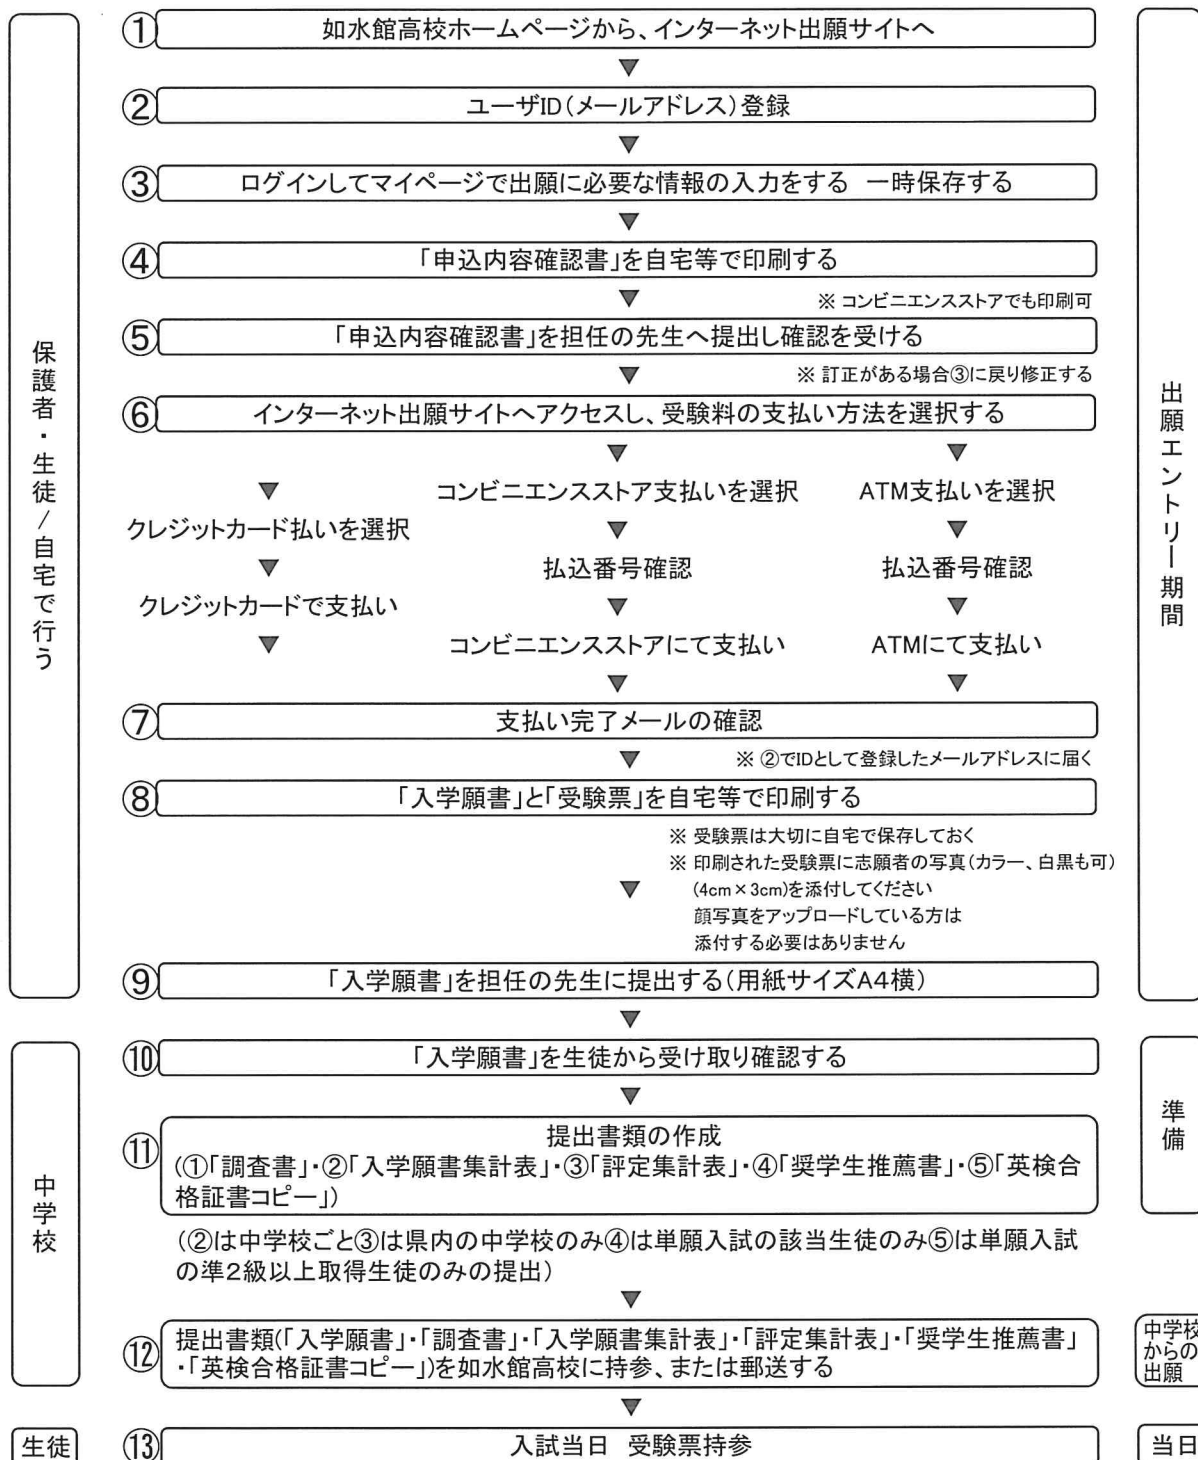 ① 如水館高校ホームページから、インターネット出願サイトへ
▼
② ユーザID(メールアドレス)登録
▼
③ ログインしてマイページで出願に必要な情報の入力をする　一時保存する
▼
④ 「申込内容確認書」を自宅等で印刷する
▼ ※ コンビニエンスストアでも印刷可
⑤ 「申込内容確認書」を担任の先生へ提出し確認を受ける
▼ ※ 訂正がある場合③に戻り修正する
⑥ インターネット出願サイトへアクセスし、受験料の支払い方法を選択する
▼
クレジットカード払いを選択
▼
クレジットカードで支払い
▼
▼
コンビニエンスストア支払いを選択
▼
払込番号確認
▼
コンビニエンスストアにて支払い
▼
▼
ATM支払いを選択
▼
払込番号確認
▼
ATMにて支払い
▼
⑦ 支払い完了メールの確認
▼ ※ ②でIDとして登録したメールアドレスに届く
⑧ 「入学願書」と「受験票」を自宅等で印刷する
※ 受験票は大切に自宅で保存しておく
※ 印刷された受験票に志願者の写真(カラー、白黒も可)
▼ (4cm×3cm)を添付してください
顔写真をアップロードしている方は
添付する必要はありません
⑨ 「入学願書」を担任の先生に提出する(用紙サイズA4横)
▼
保護者・生徒/自宅で行う
出願エントリー期間
⑩ 「入学願書」を生徒から受け取り確認する
▼
⑪ 提出書類の作成
(①「調査書」・②「入学願書集計表」・③「評定集計表」・④「奨学生推薦書」・⑤「英検合
格証書コピー」)
(②は中学校ごと③は県内の中学校のみ④は単願入試の該当生徒のみ⑤は単願入試
の準2級以上取得生徒のみの提出)
▼
準備
⑫ 提出書類(「入学願書」・「調査書」・「入学願書集計表」・「評定集計表」・「奨学生推薦書」
・「英検合格証書コピー」)を如水館高校に持参、または郵送する
▼
中学校
中学校
からの
出願
⑬ 入試当日　受験票持参
生徒
当日